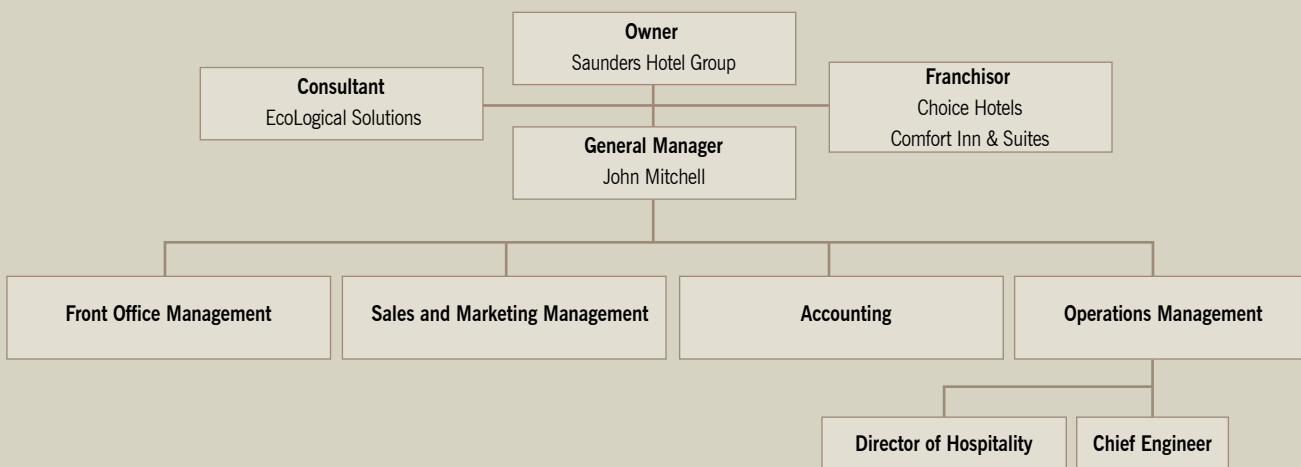 Owner
Saunders Hotel Group
Consultant
EcoLogical Solutions
Franchisor
Choice Hotels
Comfort Inn & Suites
General Manager
John Mitchell
Front Office Management
Sales and Marketing Management
Accounting
Operations Management
Director of Hospitality
Chief Engineer